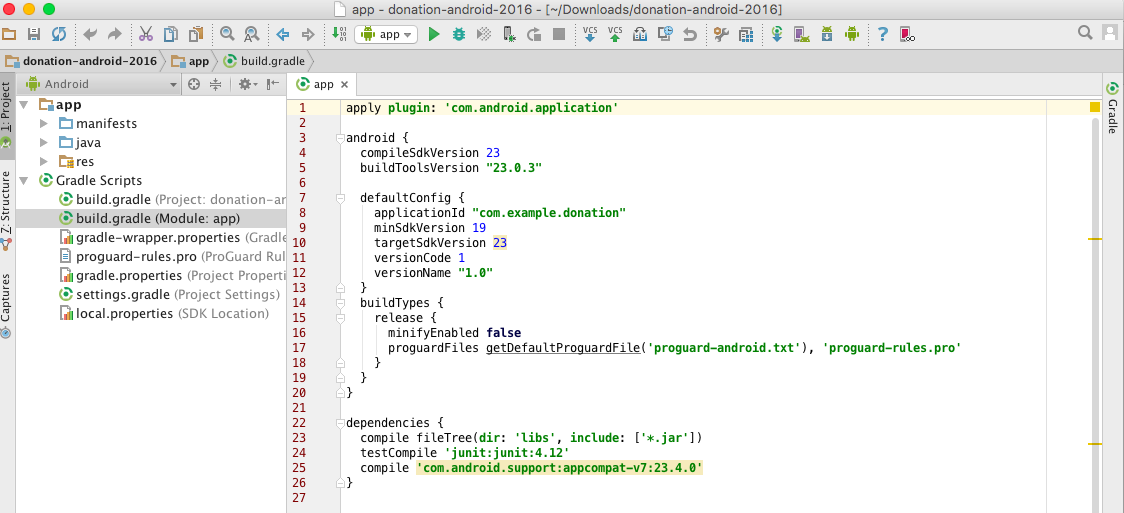 app - donation-android-2016 - [~/Downloads/donation-android-2016]
app
VCS VCS
donation-android-2016 app build.gradle
Android
app
1: Project
7: Structure
Captures
Gradle
app
manifests
java
res
Gradle Scripts
build.gradle (Project: donation-ar
build.gradle (Module: app)
gradle-wrapper.properties (Gradle
proguard-rules.pro (ProGuard Rul
gradle.properties (Project Properti
settings.gradle (Project Settings)
local.properties (SDK Location)
1 apply plugin: 'com.android.application'
2
3 android {
4 compileSdkVersion 23
5 buildToolsVersion "23.0.3"
6
7 defaultConfig {
8 applicationId "com.example.donation"
9 minSdkVersion 19
10 targetSdkVersion 23
11 versionCode 1
12 versionName "1.0"
13 }
14 buildTypes {
15 release {
16 minifyEnabled false
17 proguardFiles getDefaultProguardFile('proguard-android.txt'), 'proguard-rules.pro'
18 }
19 }
20 }
21
22 dependencies {
23 compile fileTree(dir: 'libs', include: ['*.jar'])
24 testCompile 'junit:junit:4.12'
25 compile 'com.android.support:appcompat-v7:23.4.0'
26 }
27